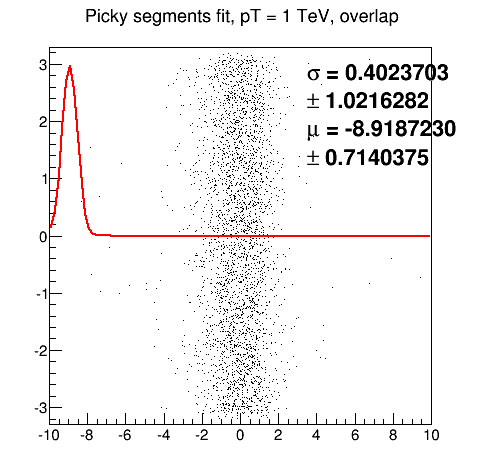 Picky segments fit, pT = 1 TeV, overlap
σ = 0.4023703
± 1.0216282
μ = -8.9187230
± 0.7140375
3
2
1
0
-1
-2
-3
-10 -8 -6 -4 -2 0 2 4 6 8 10